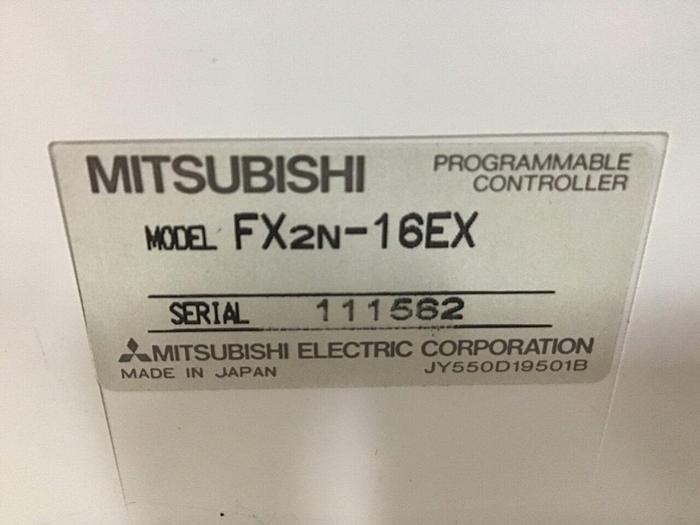 MITSUBISHI
PROGRAMMABLE
CONTROLLER
MODEL FX2N-16EX
SERIAL 111562
MITSUBISHI ELECTRIC CORPORATION
MADE IN JAPAN
JY550D19501B